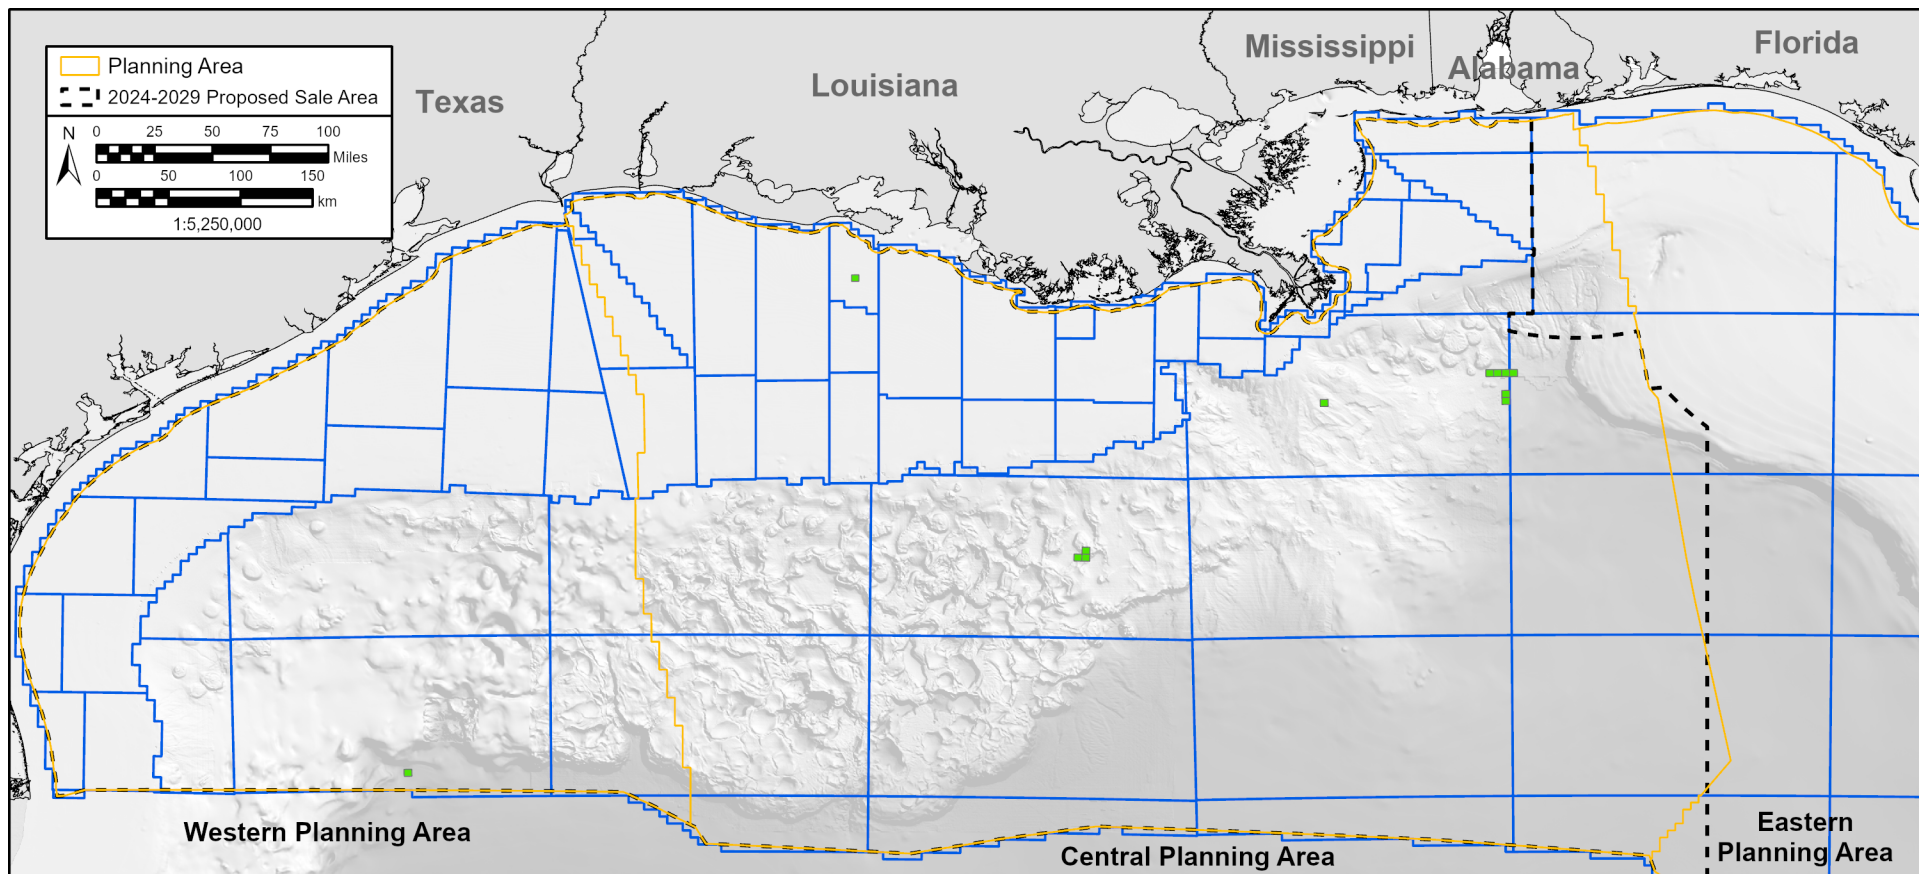 Planning Area
2024-2029 Proposed Sale Area
N
0 25 50 75 100
Miles
0 50 100 150
km
1:5,250,000
Texas
Louisiana
Mississippi
Alabama
Florida
Western Planning Area
Central Planning Area
Eastern
Planning Area